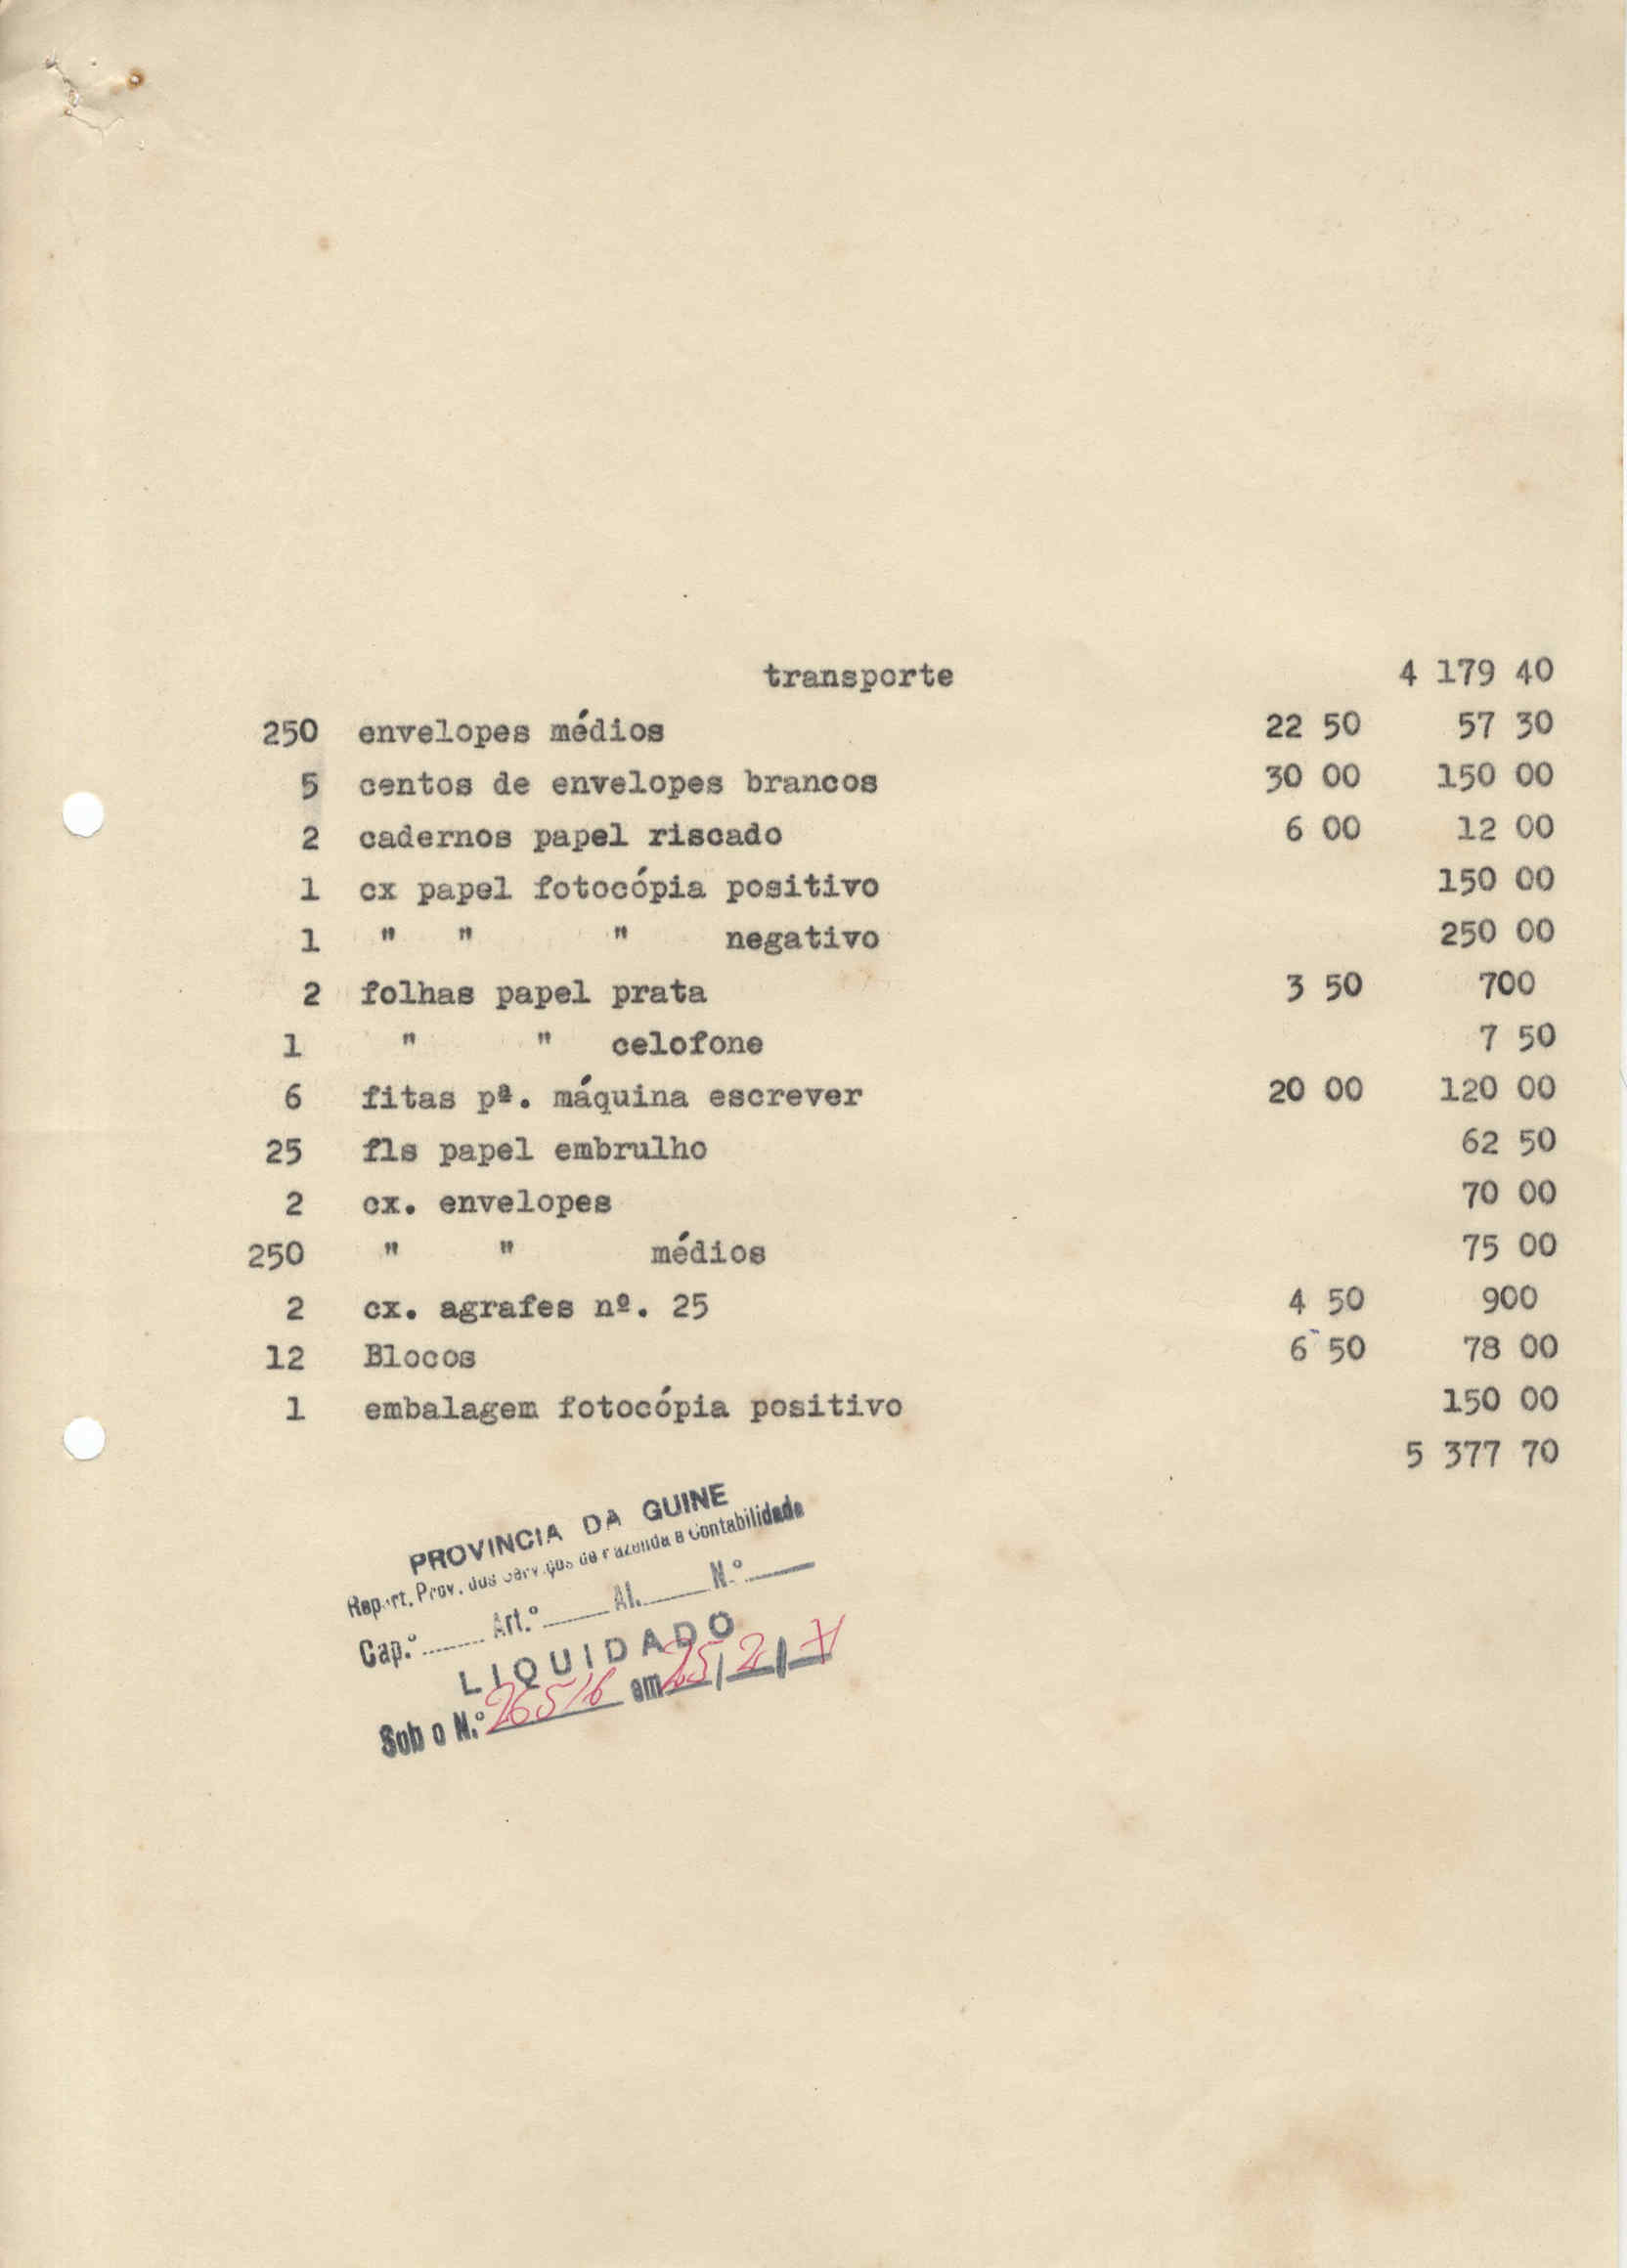 transporte 4 179 40
250 envelopes médios 22 50 57 30
5 centos de envelopes brancos 30 00 150 00
2 cadernos papel riscado 6 00 12 00
1 cx papel fotocópia positivo 150 00
1 " " " negativo 250 00
2 folhas papel prata 3 50 700
1 " " celofone 7 50
6 fitas pª. máquina escrever 20 00 120 00
25 fls papel embrulho 62 50
2 cx. envelopes 70 00
250 " " médios 75 00
2 cx. agrafes nº. 25 4 50 900
12 Blocos 6 50 78 00
1 embalagem fotocópia positivo 150 00
5 377 70
PROVINCIA DA GUINE
Repart. Prov. dos Serviços de Fazenda e Contabilidade
Cap.º Art.º Al. N.º
LIQUIDADO
Sob o N.º em 25/2/